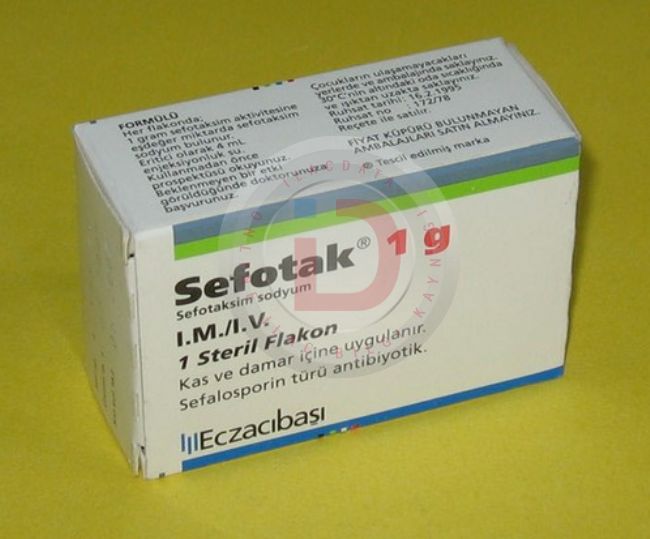 FORMÜLÜ
Her flakonda;
1 gram sefotaksim aktivitesine
eşdeğer miktarda sefotaksim
sodyum bulunur.
Eritici olarak 4 mL
enjeksiyonluk su.
Kullanmadan önce
prospektüsü okuyunuz.
Beklenmeyen bir etki
görüldüğünde doktorunuza
başvurunuz.
Çocukların ulaşamayacakları
yerlerde ve ambalajında saklayınız.
30°C'nin altındaki oda sıcaklığında
ve ışıktan uzakta saklayınız.
Ruhsat tarihi: 16.2.1995
Ruhsat no : 172/78
Reçete ile satılır.
FİYAT KÜPÜRÜ BULUNMAYAN
AMBALAJLARI SATIN ALMAYINIZ.
® Tescil edilmiş marka
Sefotak® 1 g
Sefotaksim sodyum
I.M./I.V.
1 Steril Flakon
Kas ve damar içine uygulanır.
Sefalosporin türü antibiyotik.
Eczacıbaşı